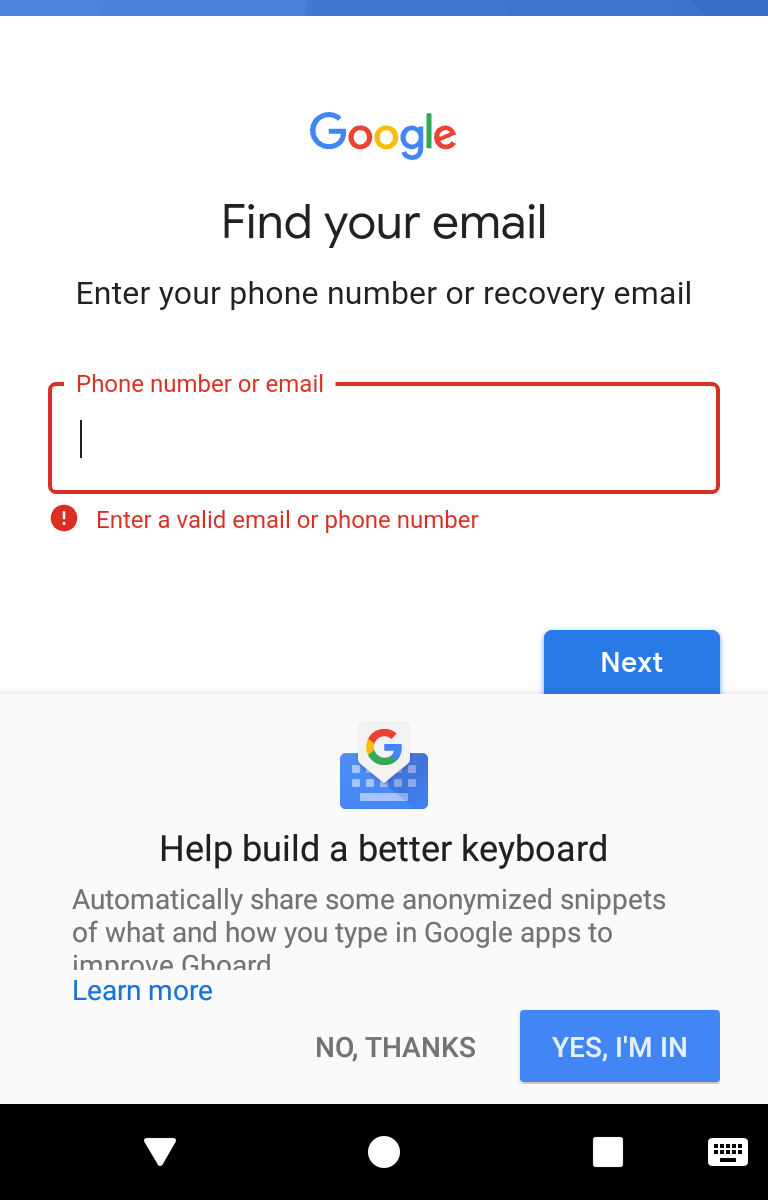 Google
Find your email
Enter your phone number or recovery email
Phone number or email
Enter a valid email or phone number
Next
Help build a better keyboard
Automatically share some anonymized snippets
of what and how you type in Google apps to
improve Gboard
Learn more
NO, THANKS
YES, I'M IN